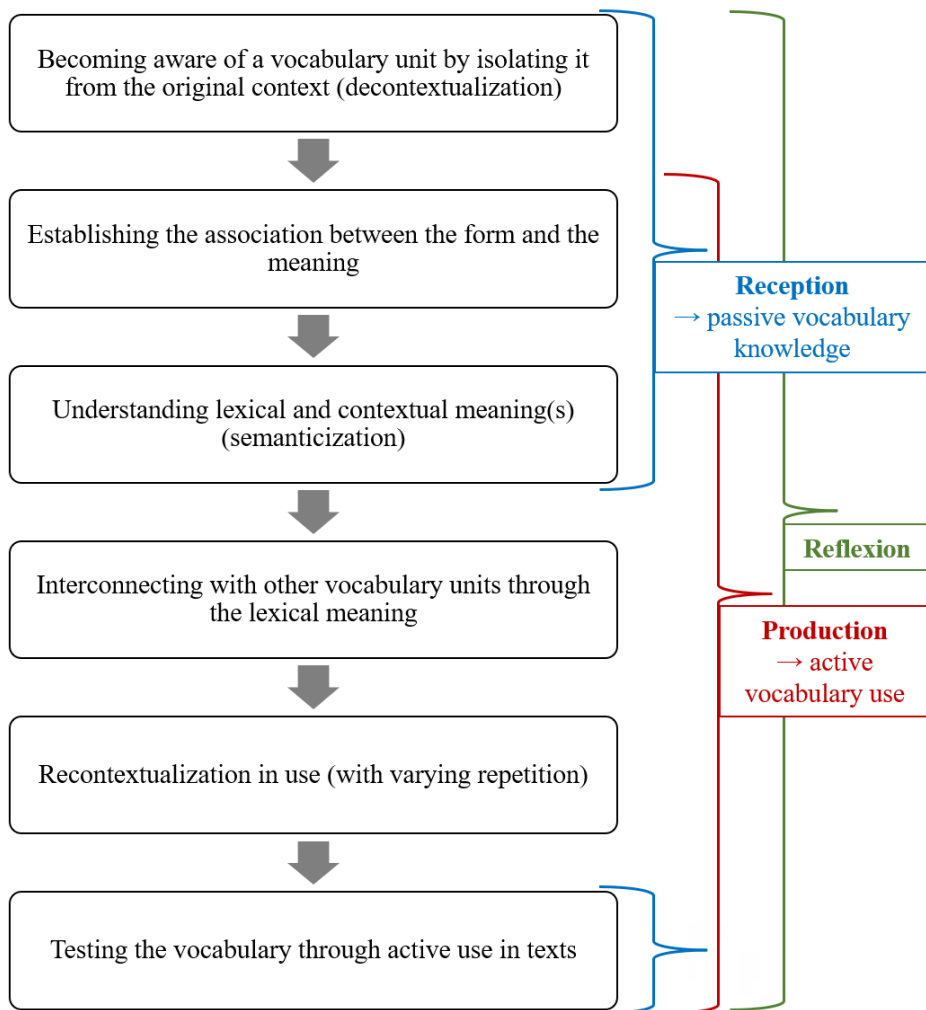 Becoming aware of a vocabulary unit by isolating it
from the original context (decontextualization)
Establishing the association between the form and the
meaning
Understanding lexical and contextual meaning(s)
(semanticization)
Interconnecting with other vocabulary units through
the lexical meaning
Recontextualization in use (with varying repetition)
Testing the vocabulary through active use in texts
Reception
→ passive vocabulary
knowledge
Reflexion
Production
→ active
vocabulary use